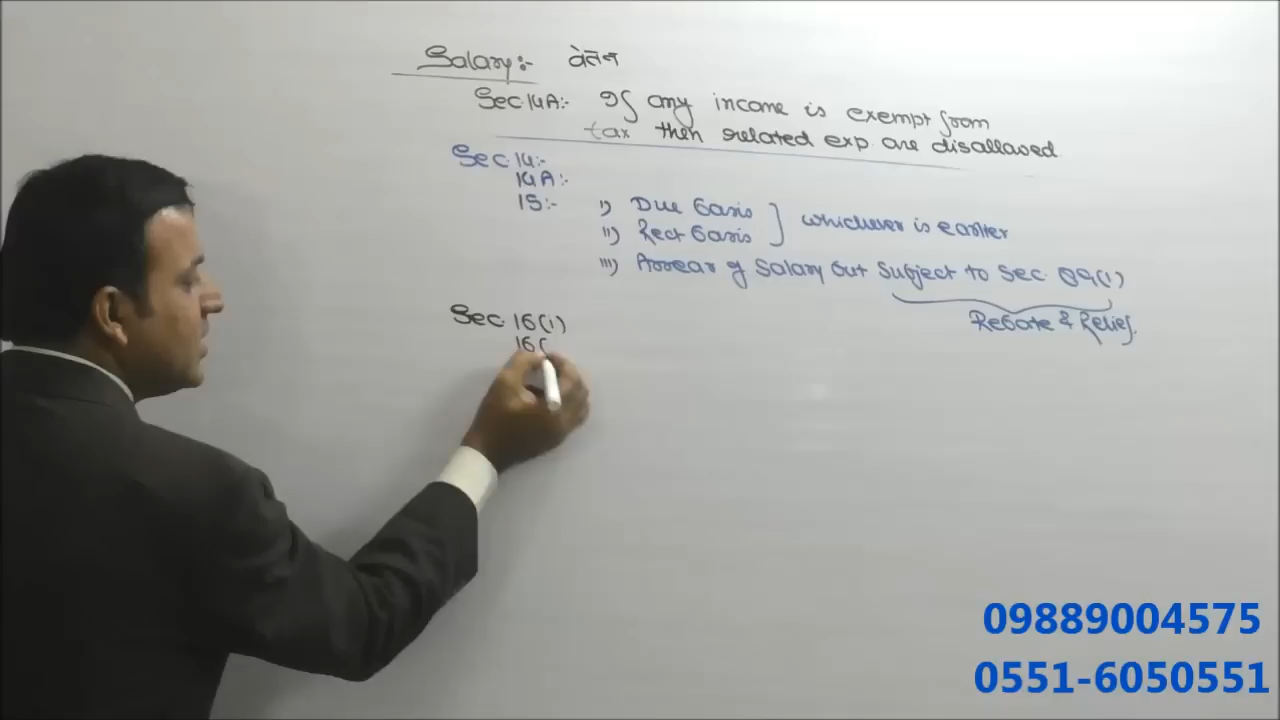 Salary:- वेतन
Sec 14A:- If any income is exempt from
tax then related exp. are disallowed
Sec 14:-
14A:-
15:- i) Due basis
ii) Rect basis } whichever is earlier
iii) Arrear of Salary but Subject to Sec. 89(1)
Rebate & Relief.
Sec 16(i)
16(
09889004575
0551-6050551